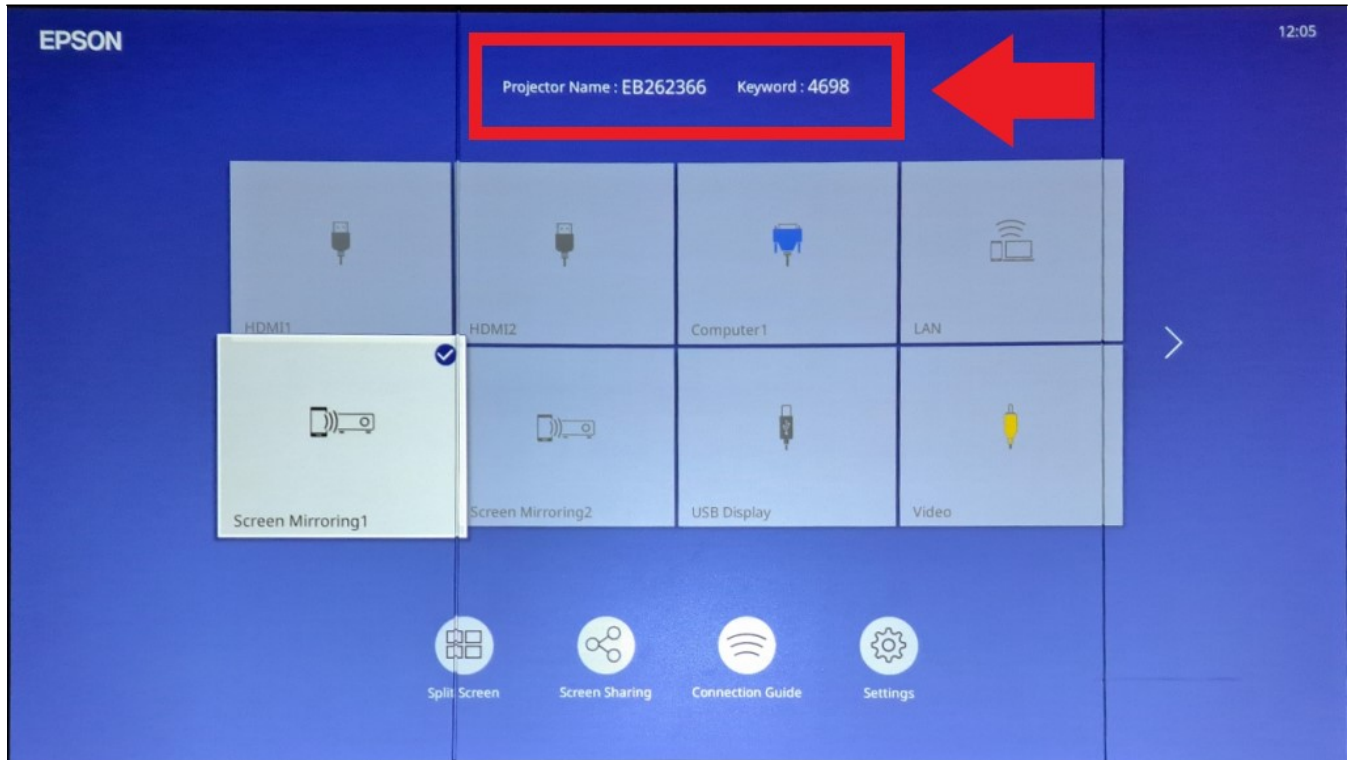 EPSON
12:05
Projector Name : EB262366 Keyword : 4698
HDMI1
HDMI2
Computer1
LAN
Screen Mirroring1
Screen Mirroring2
USB Display
Video
Split Screen
Screen Sharing
Connection Guide
Settings